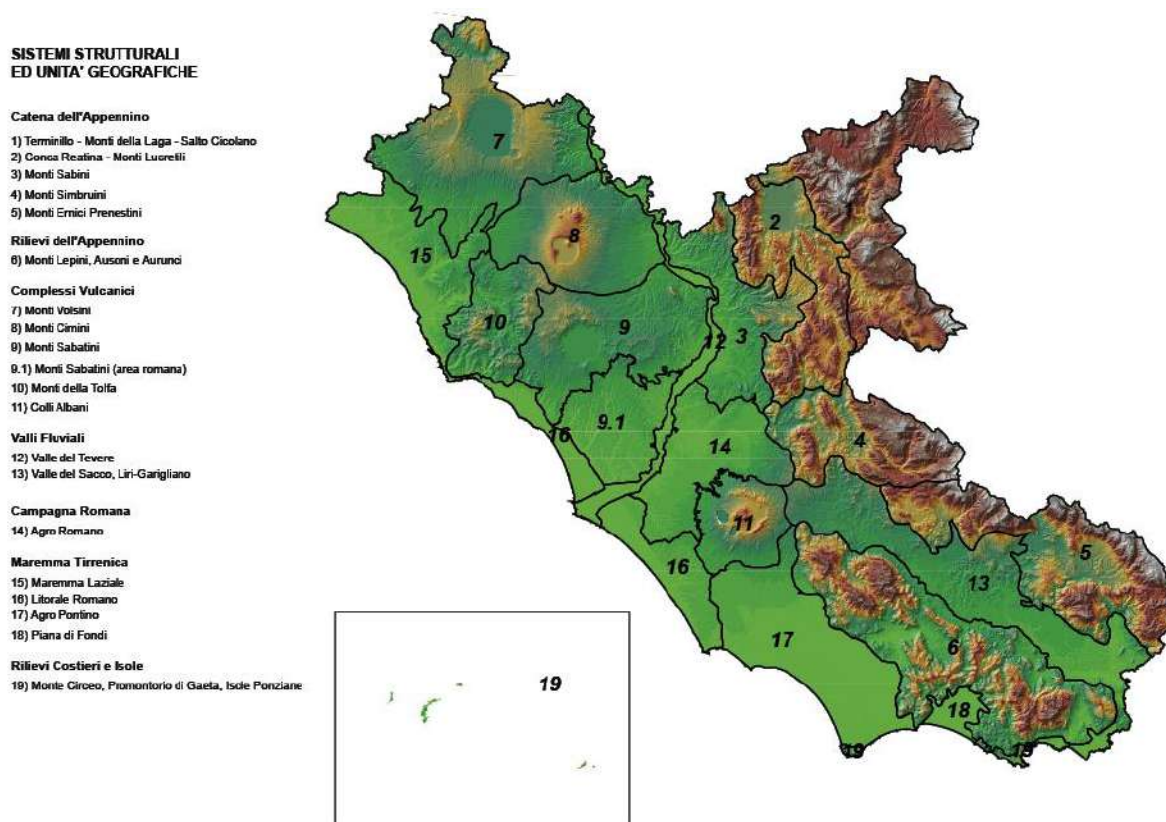 SISTEMI STRUTTURALI
ED UNITA' GEOGRAFICHE
Catena dell'Appennino
1) Terminillo - Monti della Laga - Salto Cicolano
2) Conca Reatina - Monti Lucretili
3) Monti Sabini
4) Monti Simbruini
5) Monti Ernici Prenestini
Rilievi dell'Appennino
6) Monti Lepini, Ausoni e Aurunci
Complessi Vulcanici
7) Monti Volsini
8) Monti Cimini
9) Monti Sabatini
9.1) Monti Sabatini (area romana)
10) Monti della Tolfa
11) Colli Albani
Valli Fluviali
12) Valle del Tevere
13) Valle del Sacco, Liri-Garigliano
Campagna Romana
14) Agro Romano
Maremma Tirrenica
15) Maremma Laziale
16) Litorale Romano
17) Agro Pontino
18) Piana di Fondi
Rilievi Costieri e Isole
19) Monte Circeo, Promontorio di Gaeta, Isole Ponziane
7
2
8
15
10
9
12
3
16
9.1
14
4
11
5
16
13
17
6
19
18
19
19